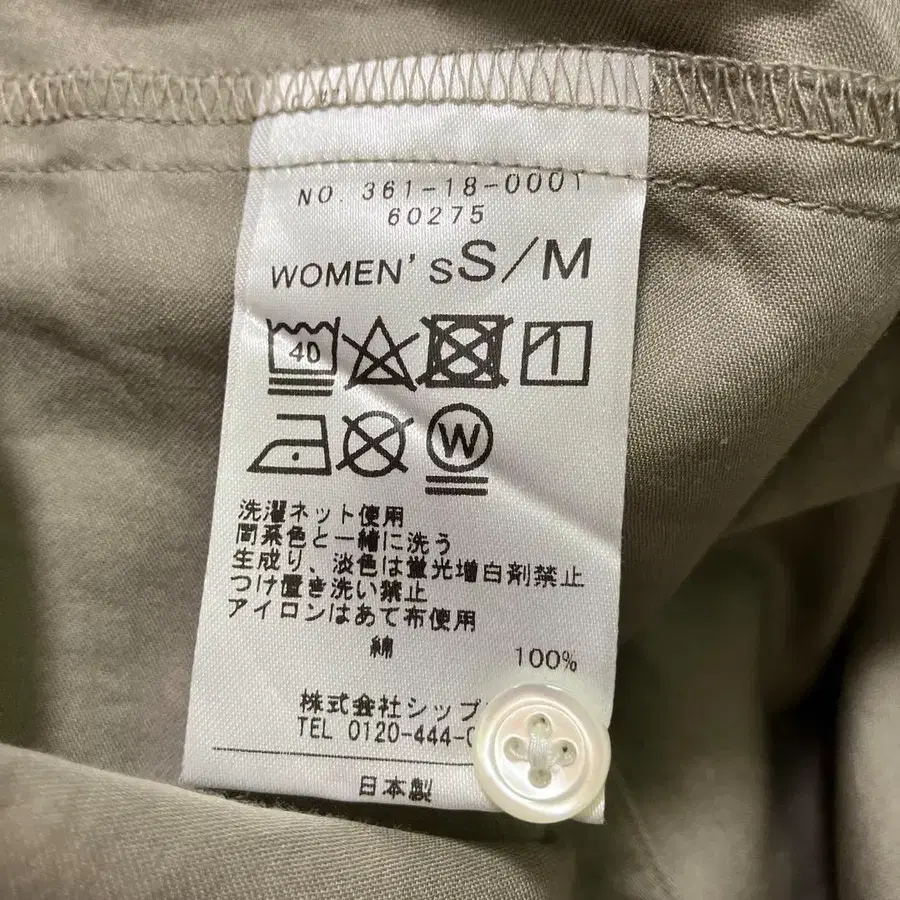 NO. 361-18-0001
60275
WOMEN'S S/M
40
W
洗濯ネット使用
同系色と一緒に洗う
生成り、淡色は蛍光増白剤禁止
つけ置き洗い禁止
アイロンはあて布使用
綿 100%
株式会社シップ
TEL 0120-444-
日本製